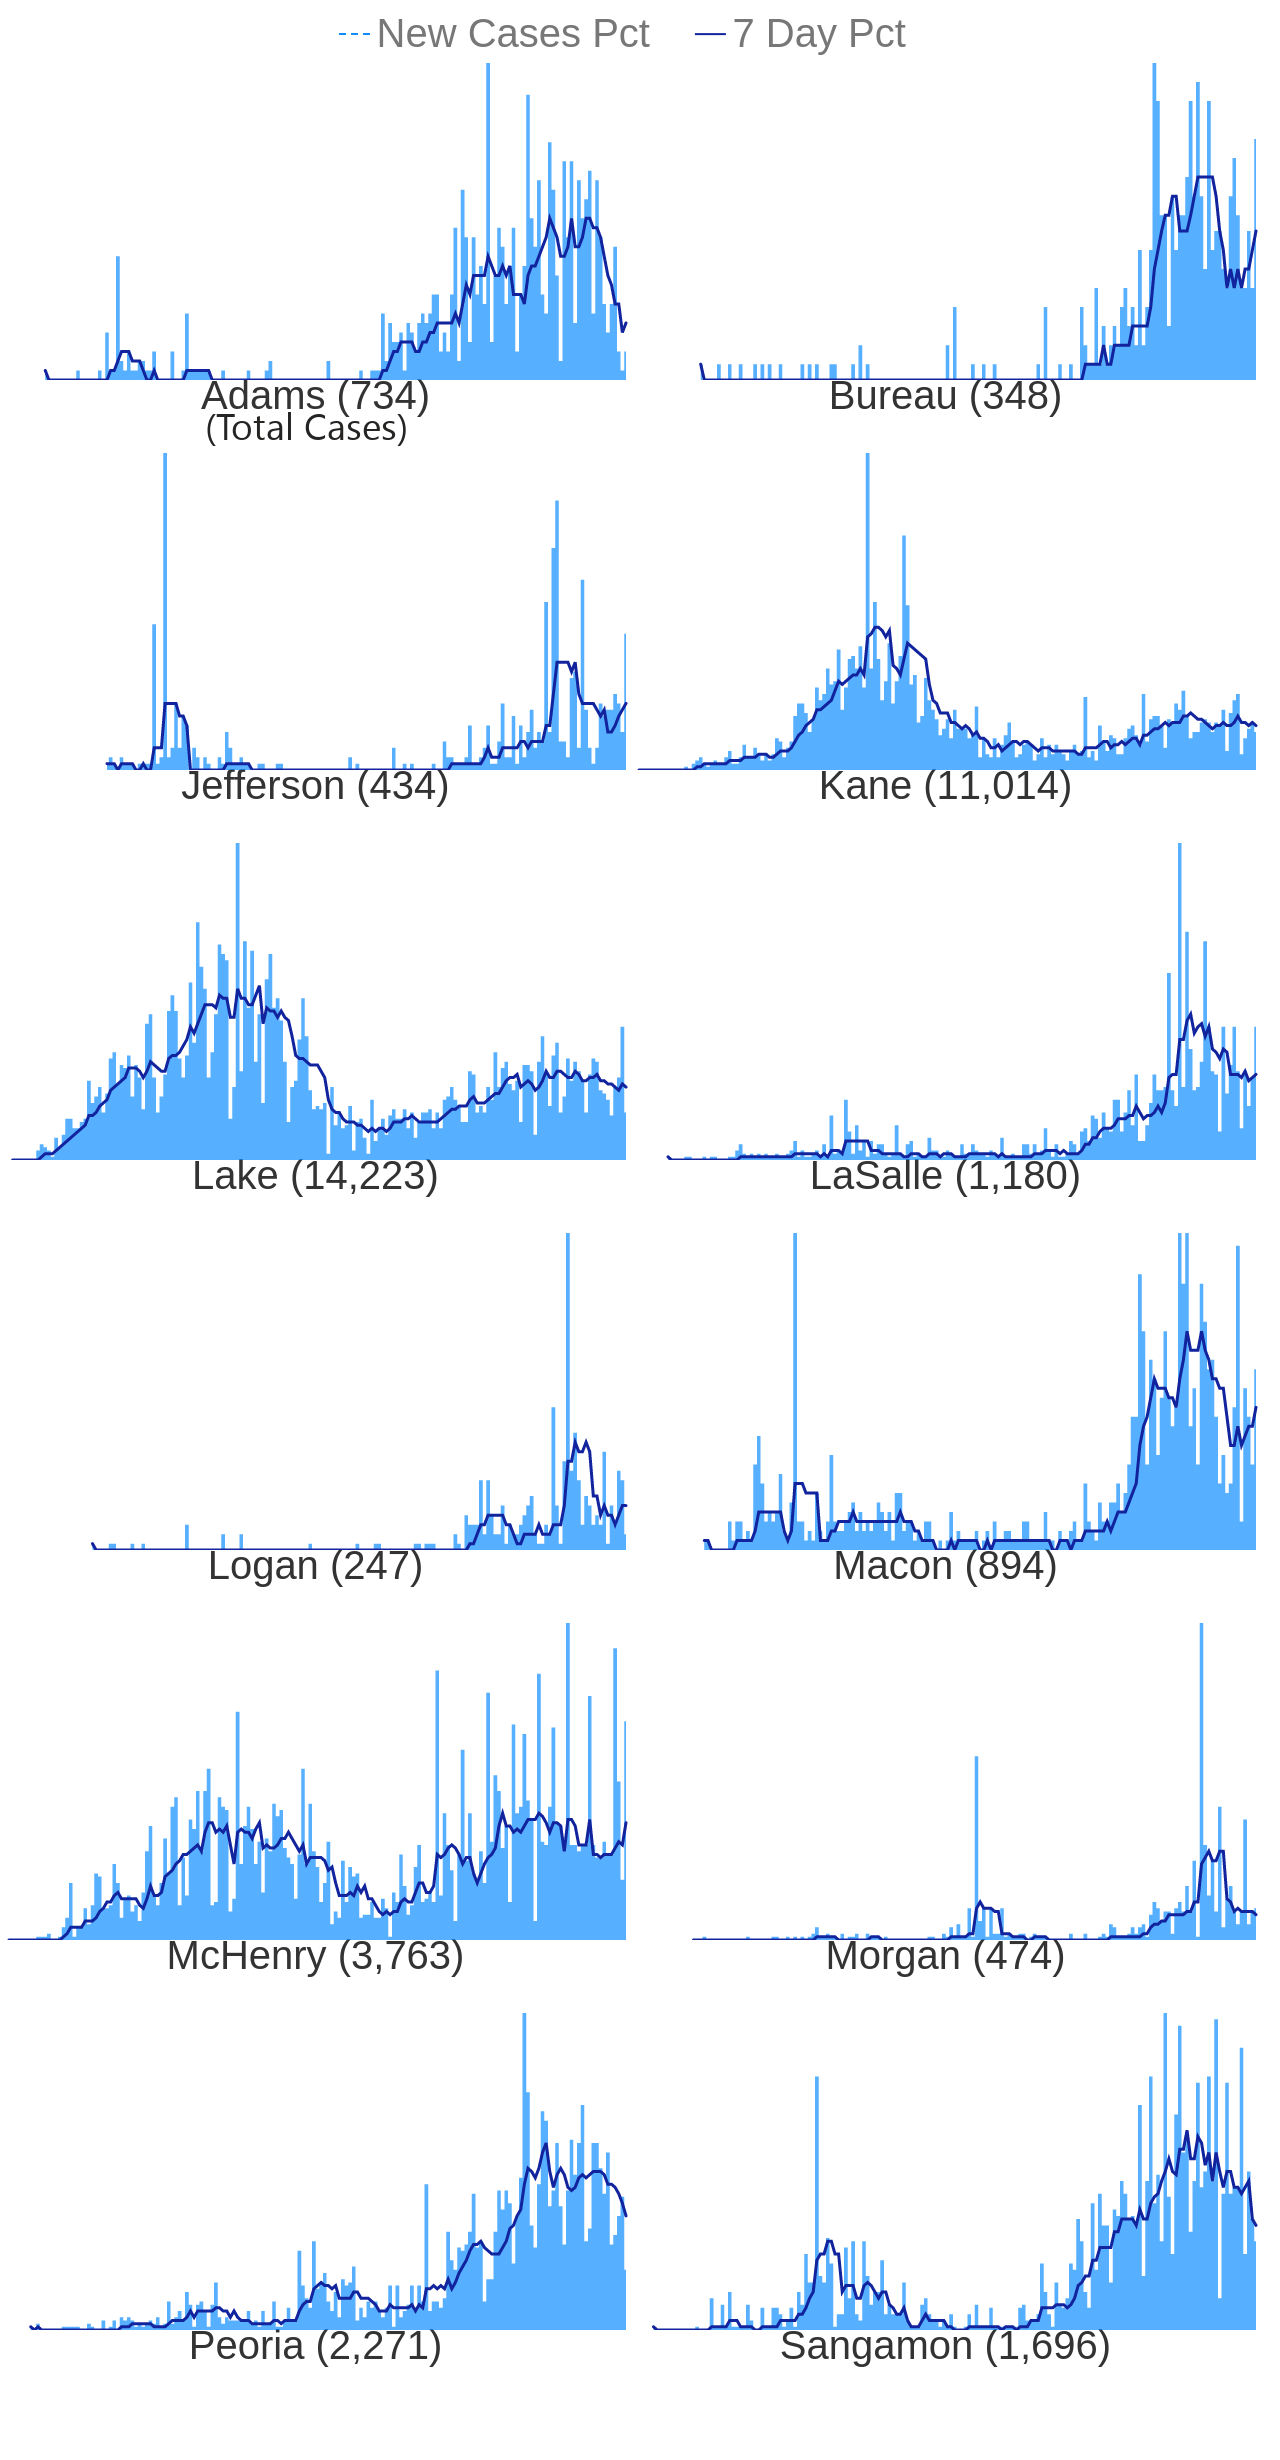 New Cases Pct 7 Day Pct
Adams (734) Bureau (348)
(Total Cases)
Jefferson (434) Kane (11,014)
Lake (14,223) LaSalle (1,180)
Logan (247) Macon (894)
McHenry (3,763) Morgan (474)
Peoria (2,271) Sangamon (1,696)